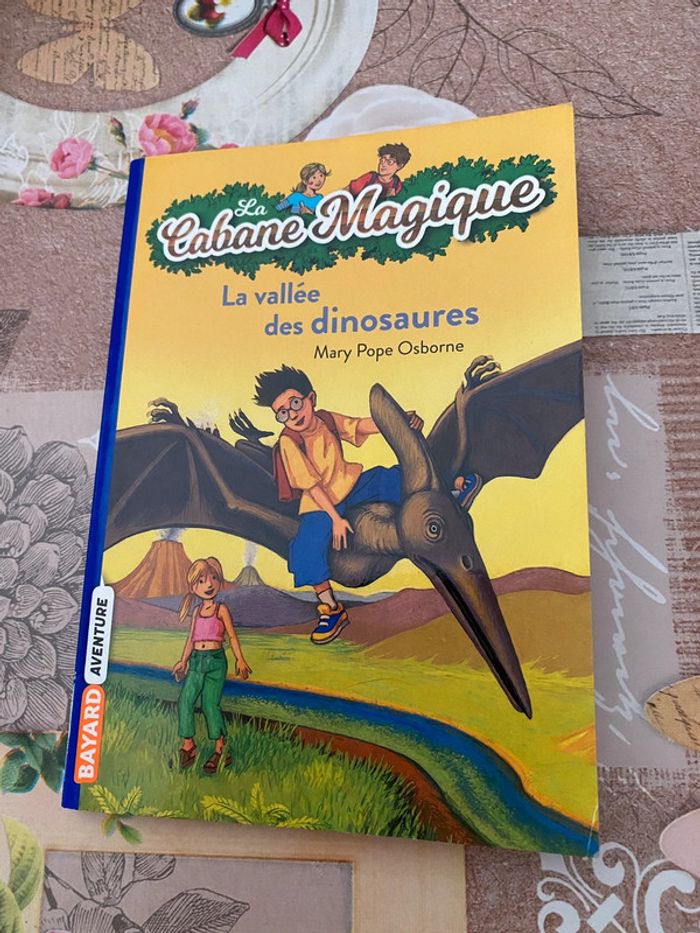 La
Cabane Magique
La vallée
des dinosaures
Mary Pope Osborne
BAYARD AVENTURE